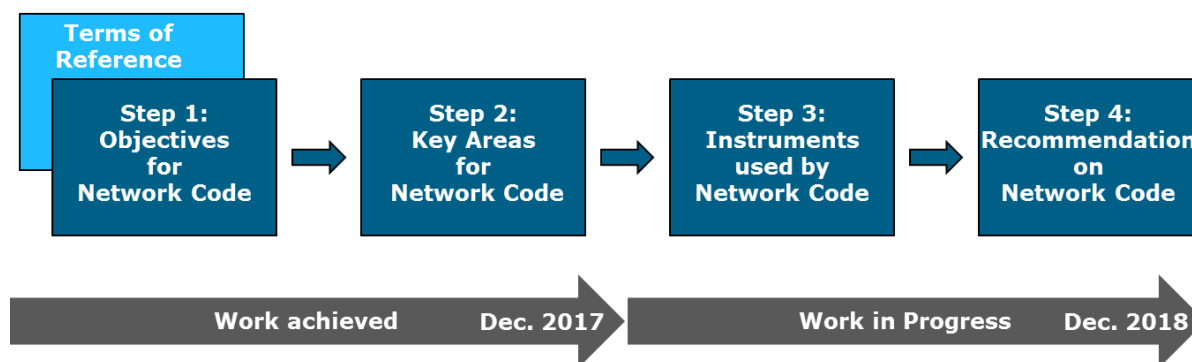 Terms of
Reference
Step 1:
Objectives
for
Network Code
Step 2:
Key Areas
for
Network Code
Step 3:
Instruments
used by
Network Code
Step 4:
Recommendation
on
Network Code
Work achieved Dec. 2017
Work in Progress Dec. 2018